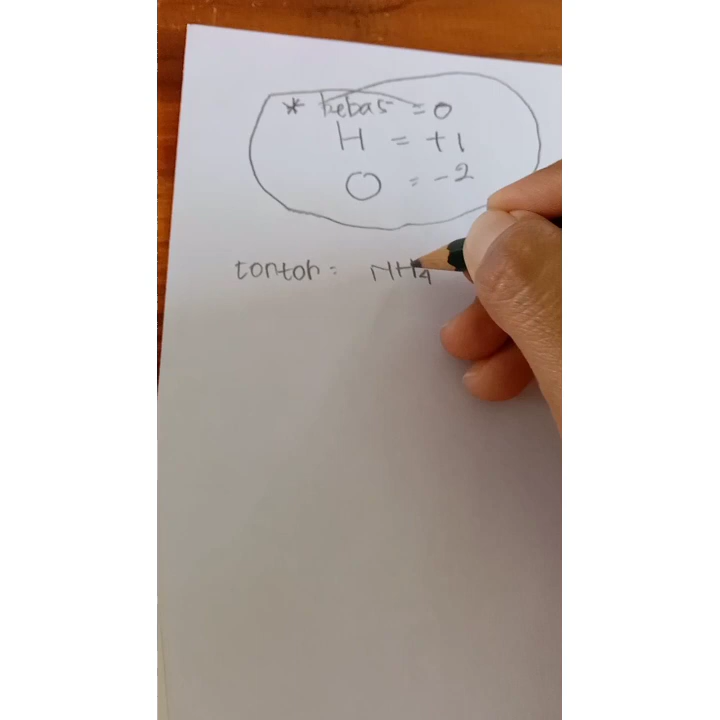 * bebas = 0
H = +1
O = -2
Contoh = NH4